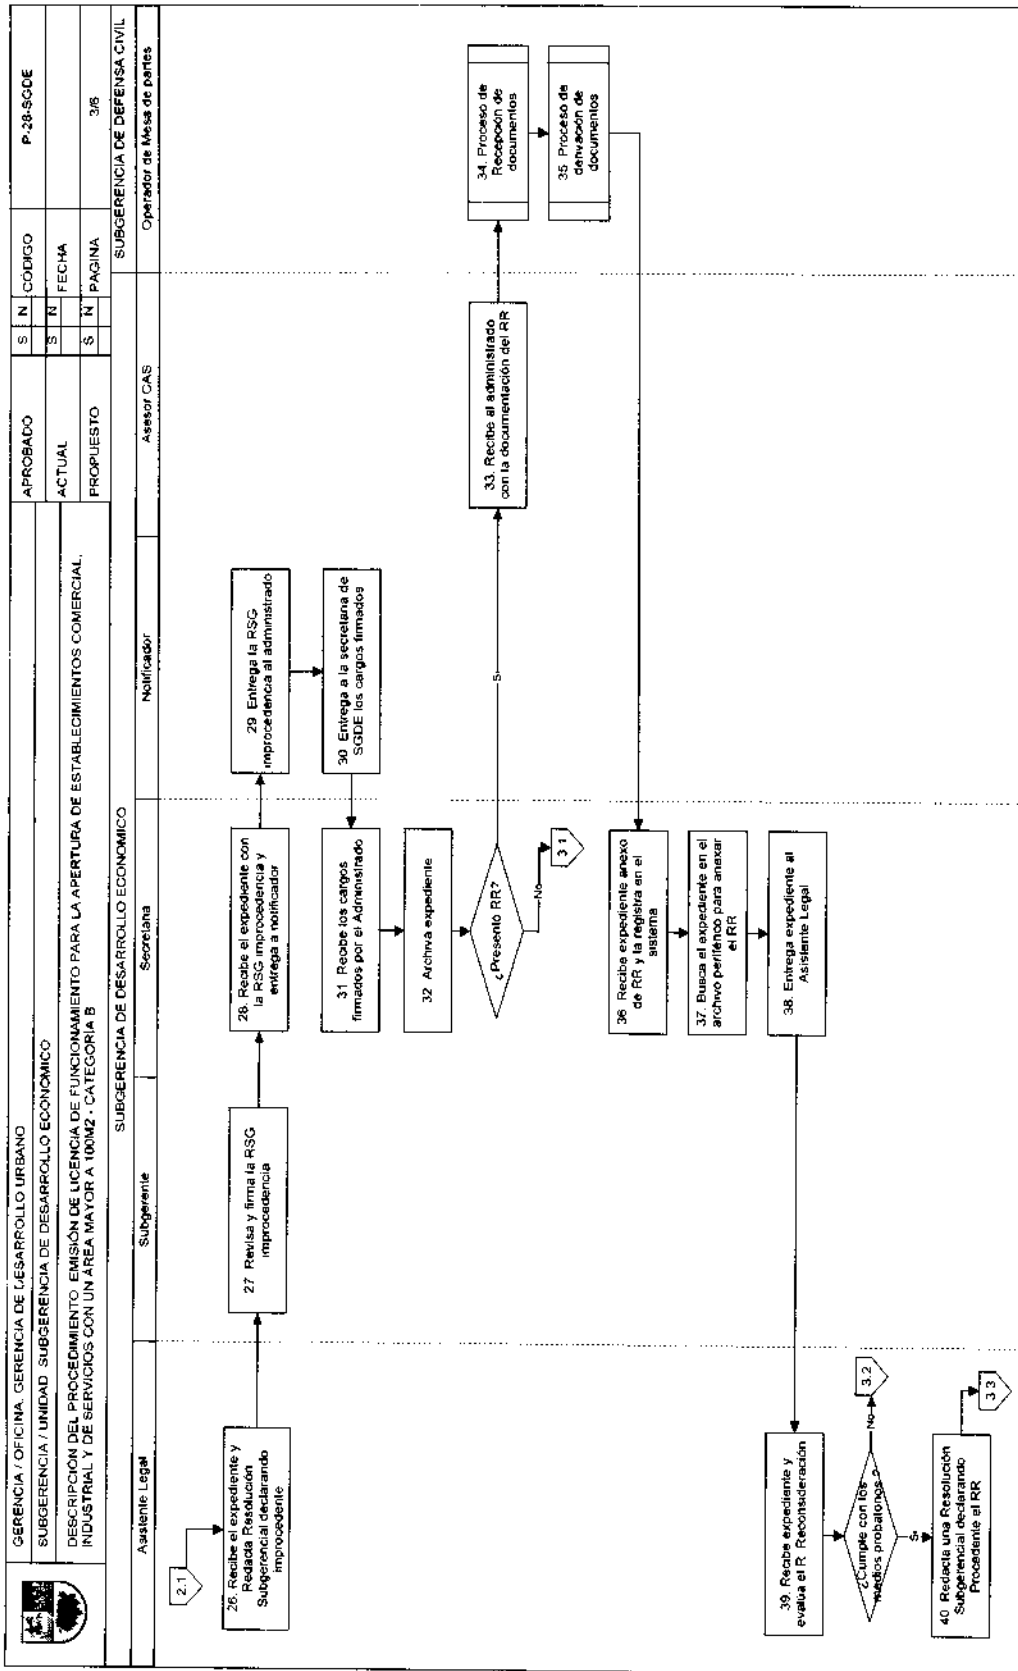 GERENCIA / OFICINA. GERENCIA DE DESARROLLO URBANO
APROBADO
S N
CÓDIGO
P-28-SGDE
SUBGERENCIA / UNIDAD SUBGERENCIA DE DESARROLLO ECONOMICO
ACTUAL
S N
FECHA
DESCRIPCIÓN DEL PROCEDIMIENTO EMISIÓN DE LICENCIA DE FUNCIONAMIENTO PARA LA APERTURA DE ESTABLECIMIENTOS COMERCIAL,
INDUSTRIAL Y DE SERVICIOS CON UN ÁREA MAYOR A 100M2 - CATEGORÍA B
PROPUESTO
S N
PAGINA
3/6
SUBGERENCIA DE DESARROLLO ECONOMICO
SUBGERENCIA DE DEFENSA CIVIL
Asistente Legal
Subgerente
Secretaria
Notificador
Asesor CAS
Operador de Mesa de partes
2.1
26. Recibe el expediente y
Redacta Resolución
Subgerencial declarando
improcedente
27 Revisa y firma la RSG
improcedencia
28. Recibe el expediente con
la RSG improcedencia y
entrega a notificador
29 Entrega la RSG
improcedencia al administrado
30 Entrega a la secretaria de
SGDE los cargos firmados
31 Recibe los cargos
firmados por el Administrado
32 Archiva expediente
¿Presentó RR?
Si
No
3.1
33. Recibe al administrado
con la documentación del RR
34. Proceso de
Recepción de
documentos
35 Proceso de
derivación de
documentos
36 Recibe expediente anexo
de RR y la registra en el
sistema
37. Busca el expediente en el
archivo periférico para anexar
el RR
38. Entrega expediente al
Asistente Legal
39. Recibe expediente y
evalúa el R. Reconsideración
¿Cumple con los
medios probatorios?
No
3.2
Si
40 Redacta una Resolución
Subgerencial declarando
Procedente el RR
3.3